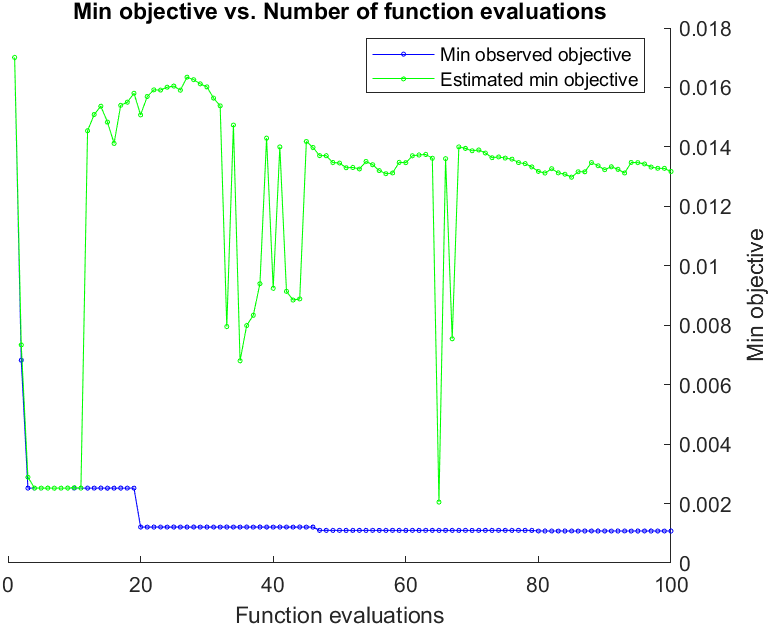 Min objective vs. Number of function evaluations
Min observed objective
Estimated min objective
0.018
0.016
0.014
0.012
0.01
0.008
0.006
0.004
0.002
0
Min objective
0 20 40 60 80 100
Function evaluations